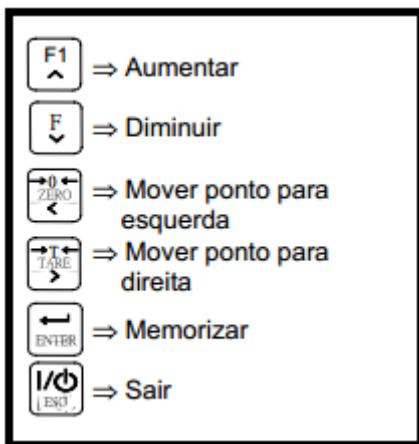 F1
⇒ Aumentar
F
⇒ Diminuir
→0←
ZERO
<
⇒ Mover ponto para
esquerda
→T←
TARE
>
⇒ Mover ponto para
direita
ENTER
⇒ Memorizar
I/⏻
ESC
⇒ Sair